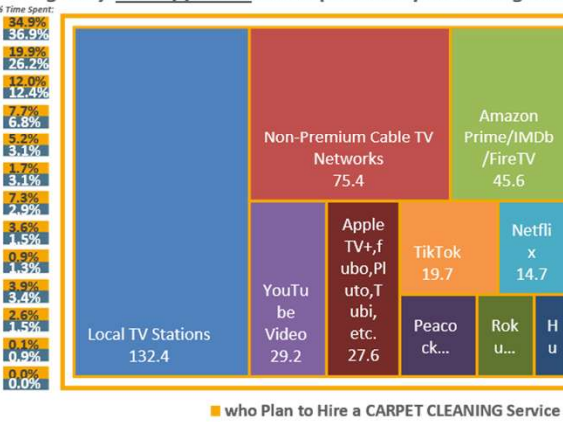 % Time Spent:
34.9%
36.9%
19.9%
26.2%
12.0%
12.4%
7.7%
6.8%
5.2%
3.1%
1.7%
3.1%
7.3%
2.9%
3.6%
1.5%
0.9%
1.3%
3.9%
3.4%
2.6%
1.5%
0.1%
0.9%
0.0%
0.0%
Local TV Stations
132.4
Non-Premium Cable TV
Networks
75.4
Amazon
Prime/IMDb
/FireTV
45.6
YouTu
be
Video
29.2
Apple
TV+,f
ubo,Pl
uto,T
ubi,
etc.
27.6
TikTok
19.7
Netfli
x
14.7
Peaco
ck...
Rok
u...
H
u
who Plan to Hire a CARPET CLEANING Service